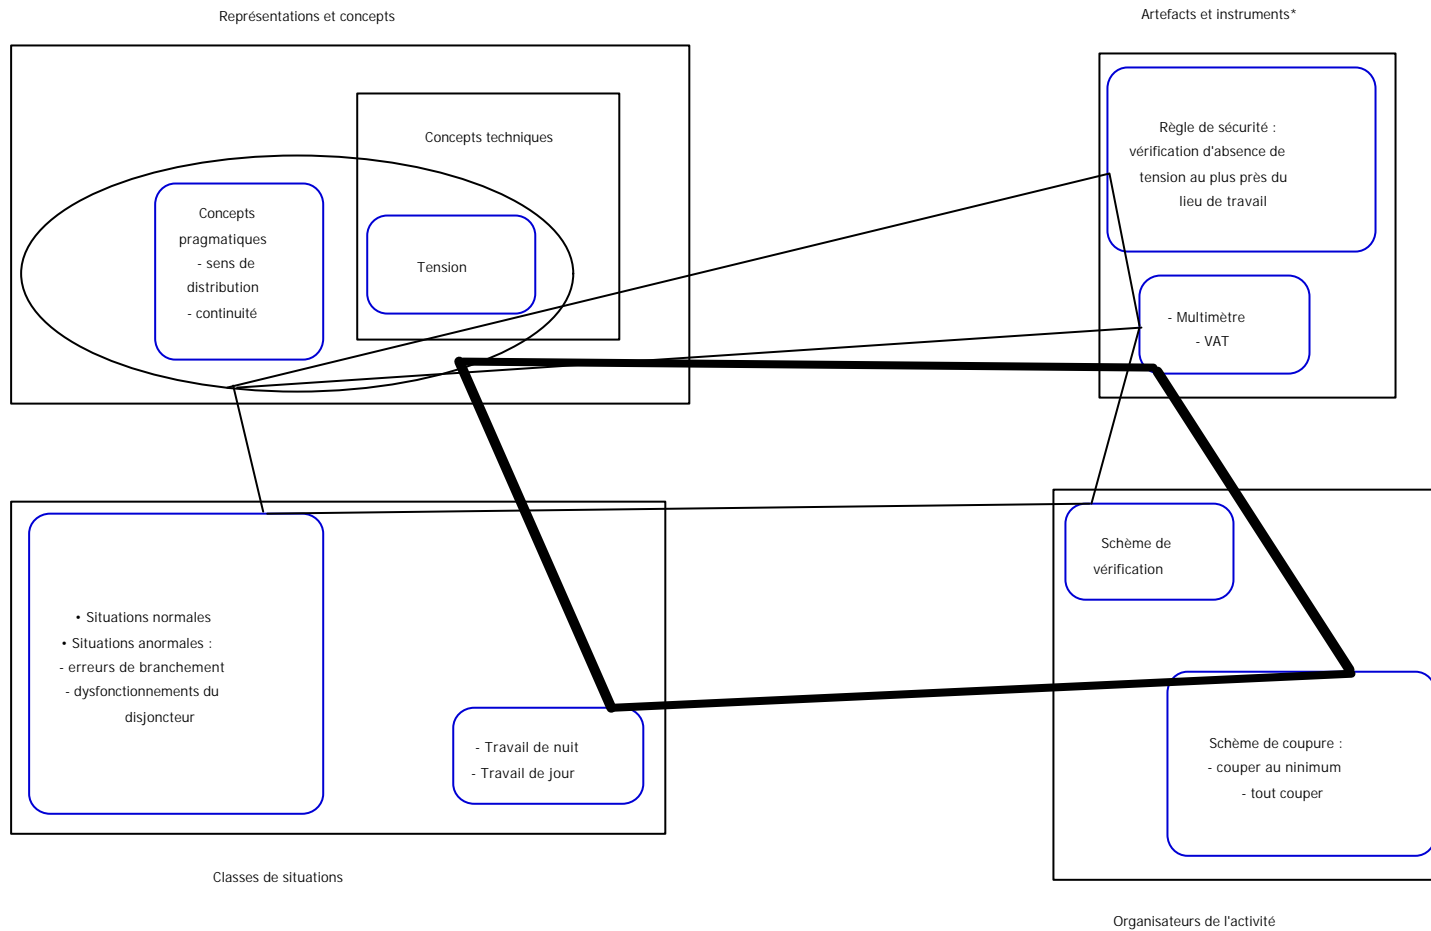 Représentations et concepts
Artefacts et instruments*
Concepts techniques
Concepts
pragmatiques
- sens de
distribution
- continuité
Tension
Règle de sécurité :
vérification d'absence de
tension au plus près du
lieu de travail
- Multimètre
- VAT
• Situations normales
• Situations anormales :
- erreurs de branchement
- dysfonctionnements du
disjoncteur
- Travail de nuit
- Travail de jour
Schème de
vérification
Schème de coupure :
- couper au ninimum
- tout couper
Classes de situations
Organisateurs de l'activité